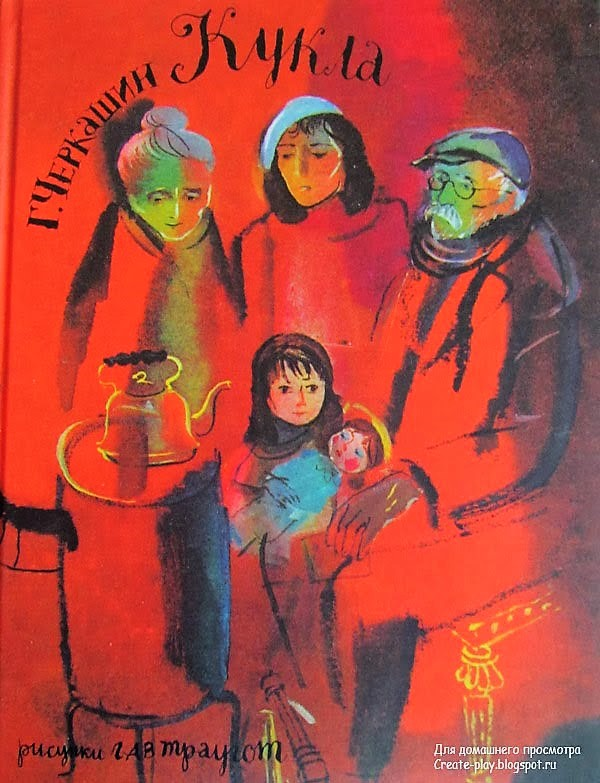 Г. Черкашин
Кукла
рисунки Г.А.В Траугот
Для домашнего просмотра
Create-play.blogspot.ru